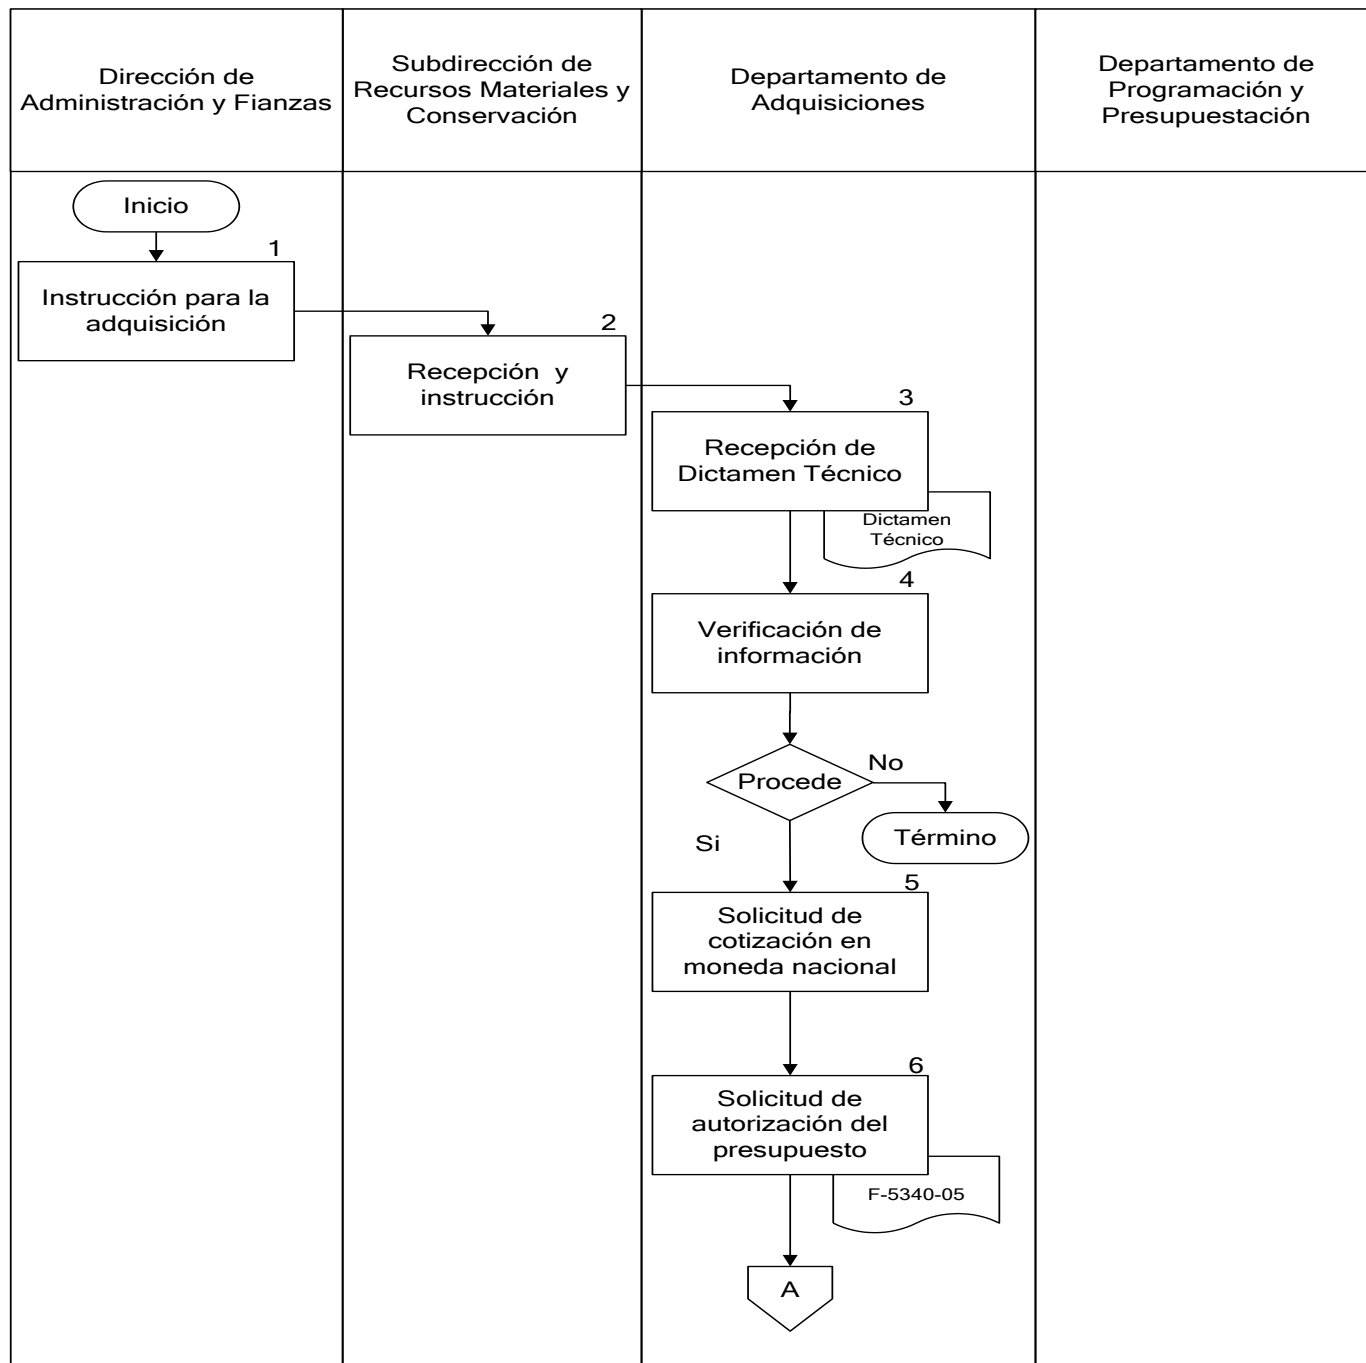 Dirección de
Administración y Fianzas
Subdirección de
Recursos Materiales y
Conservación
Departamento de
Adquisiciones
Departamento de
Programación y
Presupuestación
Inicio
1
Instrucción para la
adquisición
2
Recepción y
instrucción
3
Recepción de
Dictamen Técnico
Dictamen
Técnico
4
Verificación de
información
Procede
No
Término
Si
5
Solicitud de
cotización en
moneda nacional
6
Solicitud de
autorización del
presupuesto
F-5340-05
A